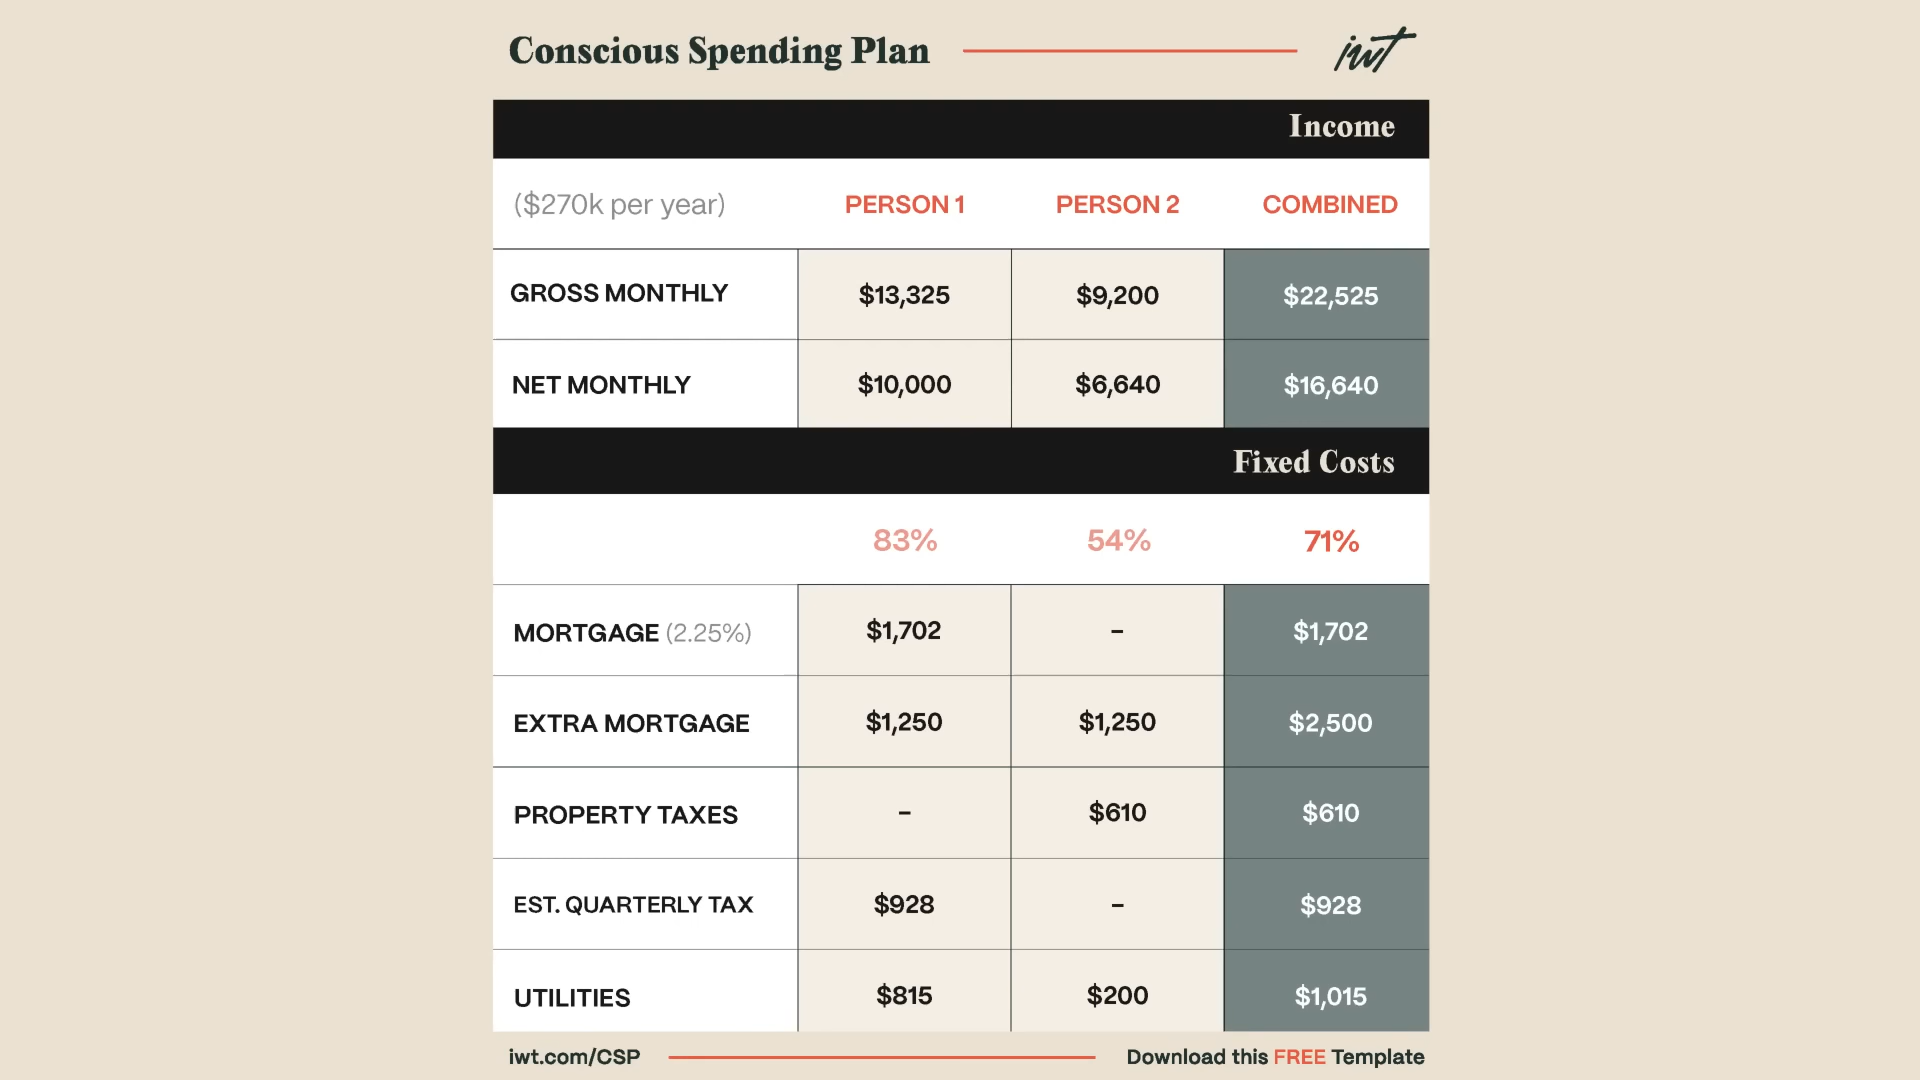 Conscious Spending Plan iwt
Income
($270k per year) PERSON 1 PERSON 2 COMBINED
GROSS MONTHLY $13,325 $9,200 $22,525
NET MONTHLY $10,000 $6,640 $16,640
Fixed Costs
83% 54% 71%
MORTGAGE (2.25%) $1,702 – $1,702
EXTRA MORTGAGE $1,250 $1,250 $2,500
PROPERTY TAXES – $610 $610
EST. QUARTERLY TAX $928 – $928
UTILITIES $815 $200 $1,015
iwt.com/CSP Download this FREE Template